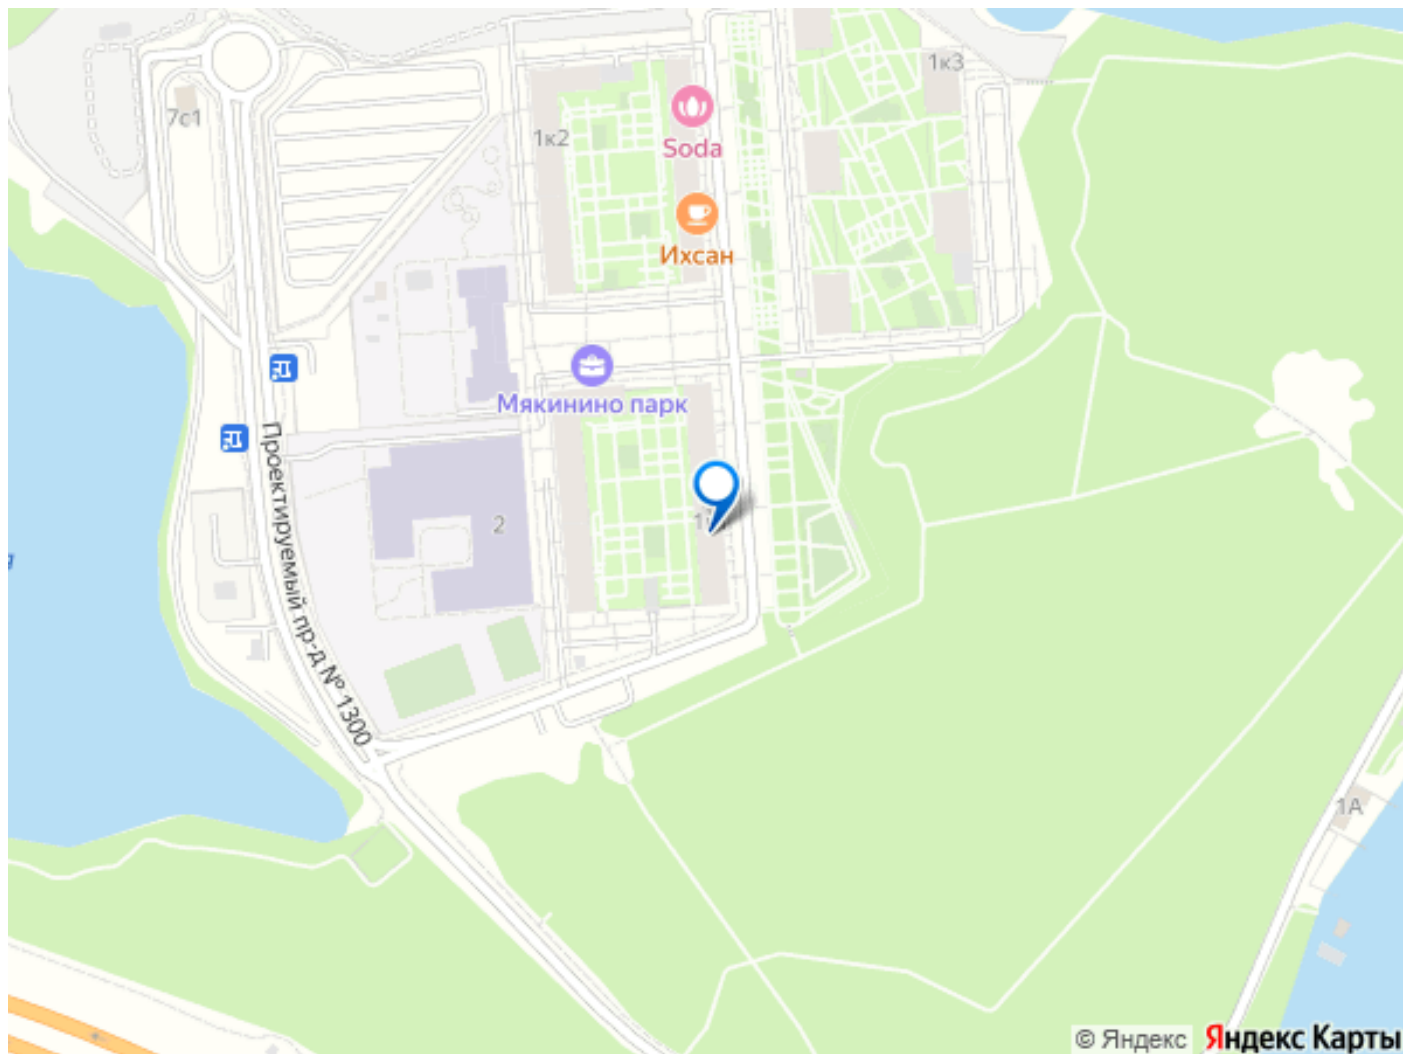 1к3
7с1
1к2
Soda
Ихсан
Мякинино парк
Проектируемый пр-д № 1300
2
1А
© Яндекс
Яндекс Карты